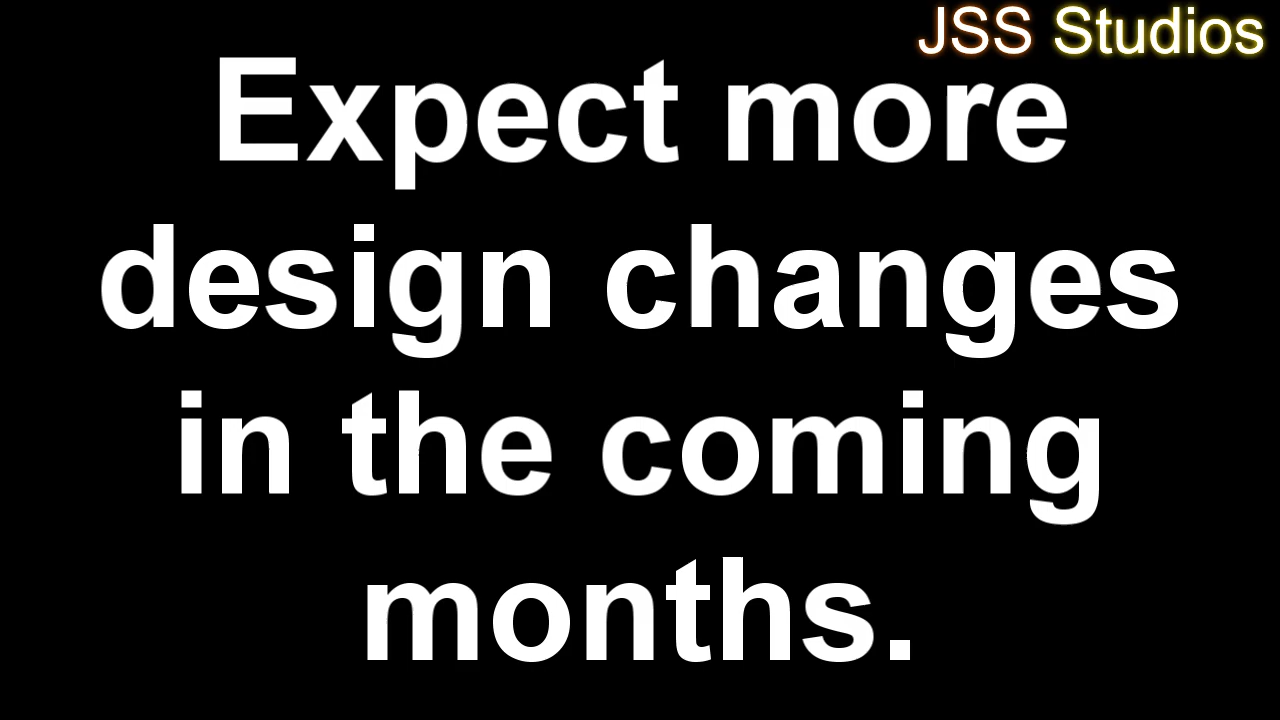 JSS Studios
Expect more
design changes
in the coming
months.